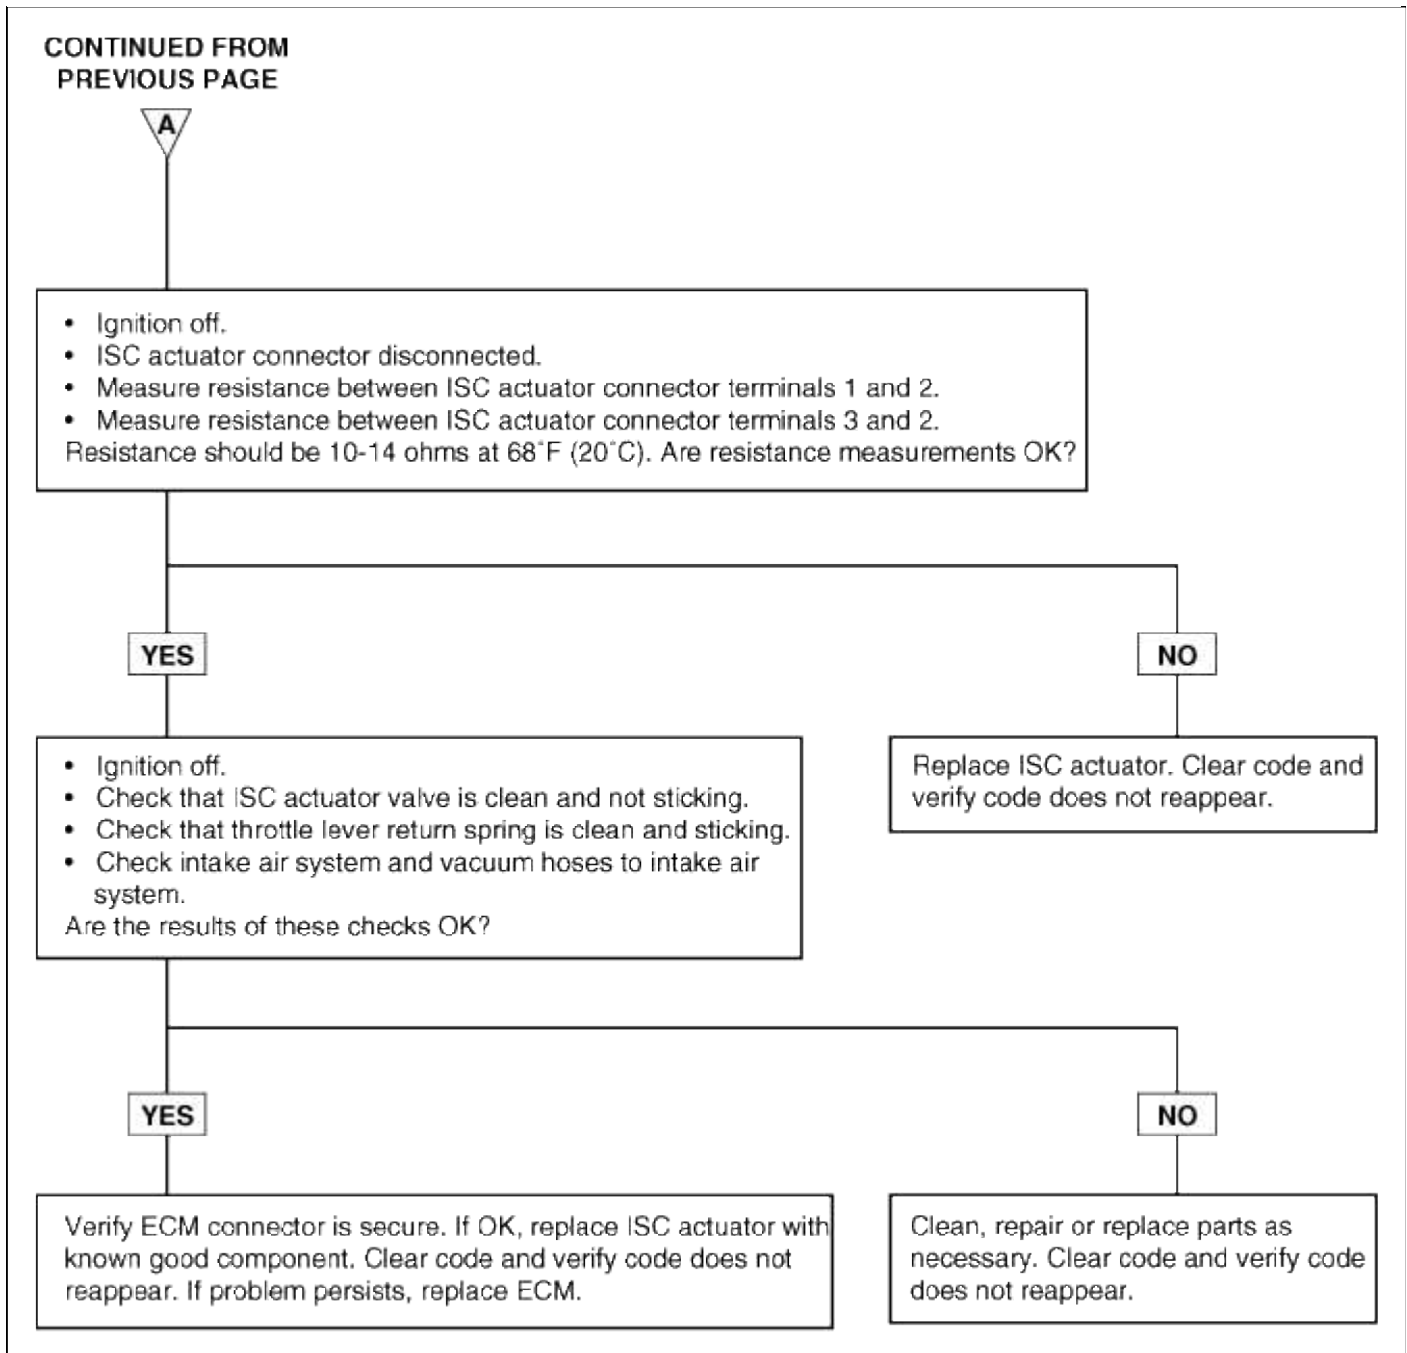 CONTINUED FROM
PREVIOUS PAGE
A
• Ignition off.
• ISC actuator connector disconnected.
• Measure resistance between ISC actuator connector terminals 1 and 2.
• Measure resistance between ISC actuator connector terminals 3 and 2.
Resistance should be 10-14 ohms at 68°F (20°C). Are resistance measurements OK?
YES
NO
• Ignition off.
• Check that ISC actuator valve is clean and not sticking.
• Check that throttle lever return spring is clean and sticking.
• Check intake air system and vacuum hoses to intake air
system.
Are the results of these checks OK?
Replace ISC actuator. Clear code and
verify code does not reappear.
YES
NO
Verify ECM connector is secure. If OK, replace ISC actuator with
known good component. Clear code and verify code does not
reappear. If problem persists, replace ECM.
Clean, repair or replace parts as
necessary. Clear code and verify code
does not reappear.